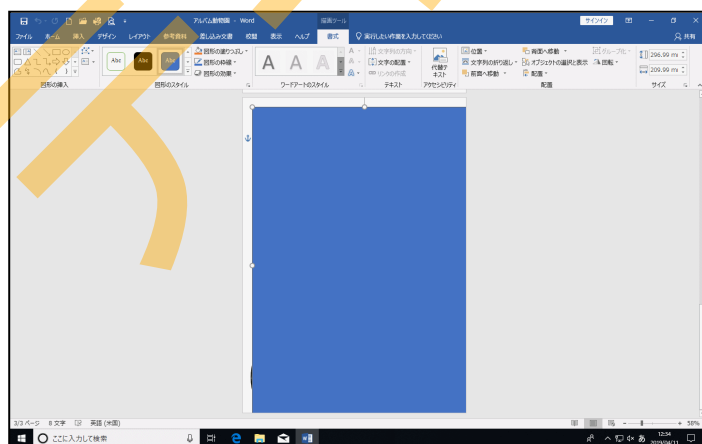 アルバム動物園 - Word
描画ツール
サインイン
ファイル ホーム 挿入 デザイン レイアウト 参考資料 差し込み文書 校閲 表示 ヘルプ 書式 実行したい作業を入力してください
共有
Abc Abc Abc
図形の塗りつぶし
図形の枠線
図形の効果
A A A
文字列の方向
文字の配置
リンクの作成
代替テキスト
位置
文字列の折り返し
前面へ移動
背面へ移動
オブジェクトの選択と表示
配置
グループ化
回転
296.99 mi
209.99 mi
図形の挿入 図形のスタイル ワードアートのスタイル テキスト アクセシビリティ 配置 サイズ
3/3 ページ 8 文字 英語 (米国)
58%
ここに入力して検索
あ
12:34
2019/04/11